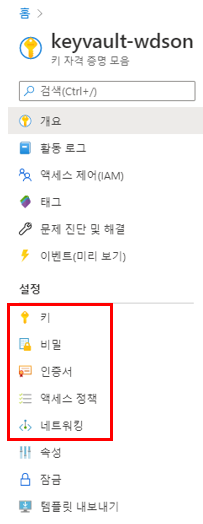 홈
keyvault-wdson
키 자격 증명 모음
검색(Ctrl+/)
개요
활동 로그
액세스 제어(IAM)
태그
문제 진단 및 해결
이벤트(미리 보기)
설정
키
비밀
인증서
액세스 정책
네트워킹
속성
잠금
템플릿 내보내기